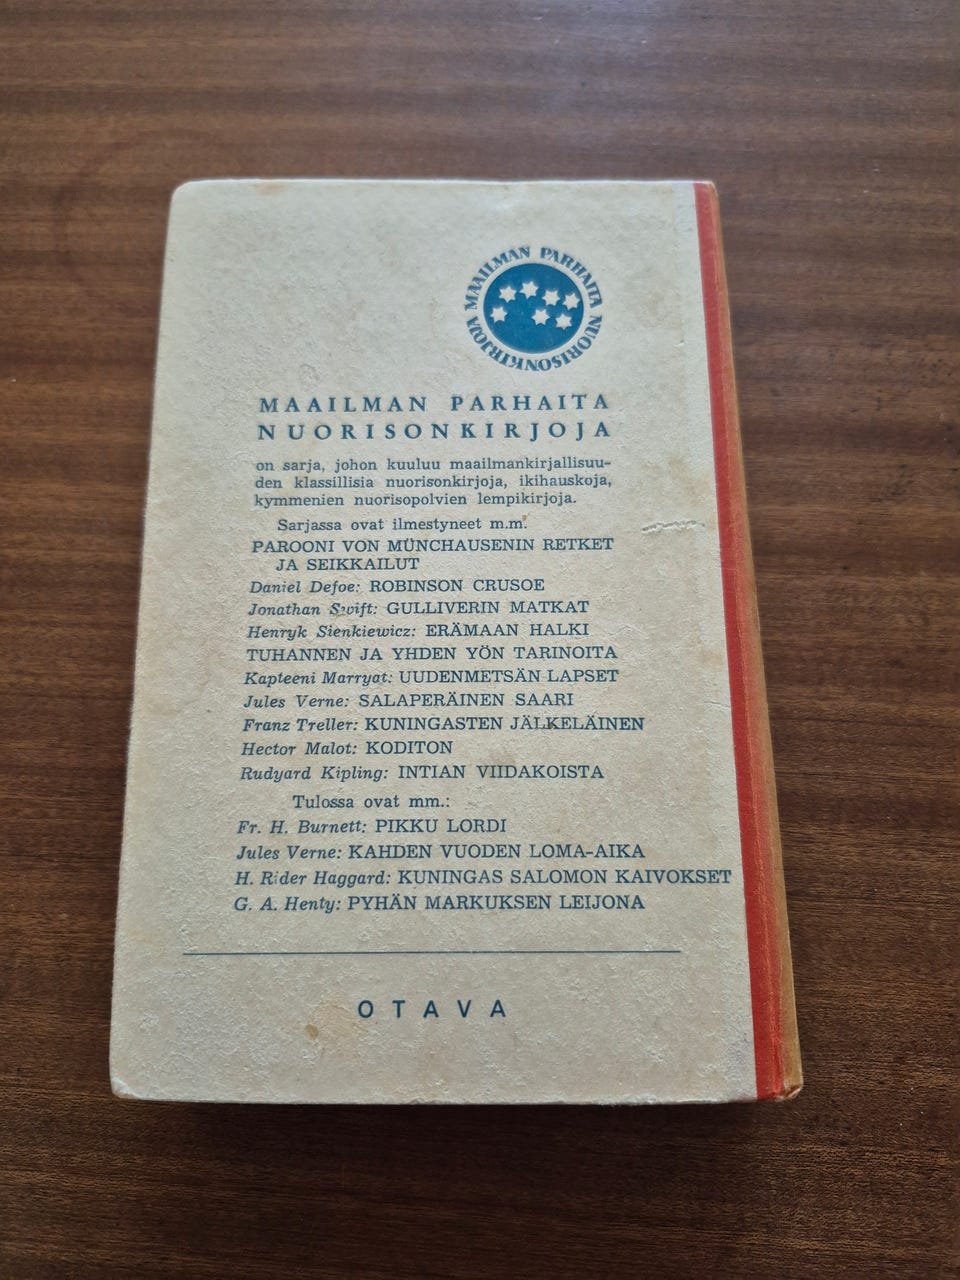 MAAILMAN PARHAITA NUORISONKIRJOJA
MAAILMAN PARHAITA
NUORISONKIRJOJA
on sarja, johon kuuluu maailmankirjallisuu-
den klassillisia nuorisonkirjoja, ikihauskoja,
kymmenien nuorisopolvien lempikirjoja.
Sarjassa ovat ilmestyneet m.m.
PAROONI VON MÜNCHAUSENIN RETKET
JA SEIKKAILUT
Daniel Defoe: ROBINSON CRUSOE
Jonathan Swift: GULLIVERIN MATKAT
Henryk Sienkiewicz: ERÄMAAN HALKI
TUHANNEN JA YHDEN YÖN TARINOITA
Kapteeni Marryat: UUDENMETSÄN LAPSET
Jules Verne: SALAPERÄINEN SAARI
Franz Treller: KUNINGASTEN JÄLKELÄINEN
Hector Malot: KODITON
Rudyard Kipling: INTIAN VIIDAKOISTA
Tulossa ovat mm.:
Fr. H. Burnett: PIKKU LORDI
Jules Verne: KAHDEN VUODEN LOMA-AIKA
H. Rider Haggard: KUNINGAS SALOMON KAIVOKSET
G. A. Henty: PYHÄN MARKUKSEN LEIJONA
OTAVA